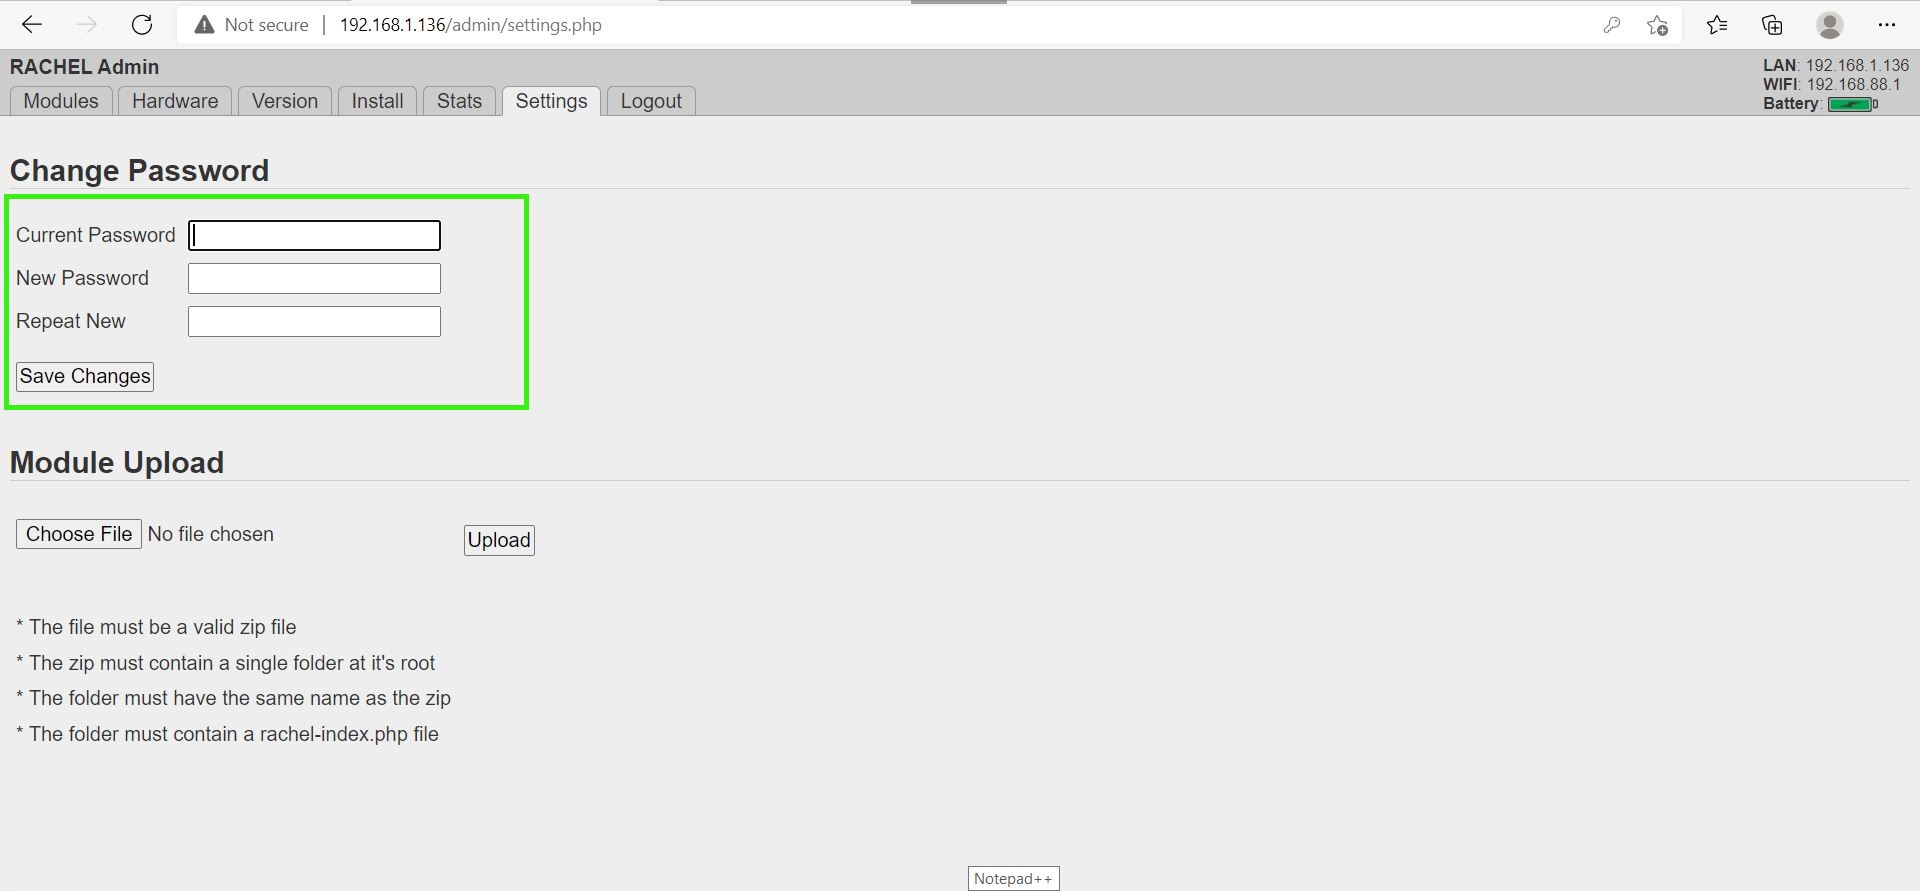 Not secure | 192.168.1.136/admin/settings.php
RACHEL Admin
LAN: 192.168.1.136
WIFI: 192.168.88.1
Battery:
Modules Hardware Version Install Stats Settings Logout
Change Password
Current Password
New Password
Repeat New
Save Changes
Module Upload
Choose File No file chosen Upload
* The file must be a valid zip file
* The zip must contain a single folder at it's root
* The folder must have the same name as the zip
* The folder must contain a rachel-index.php file
Notepad++